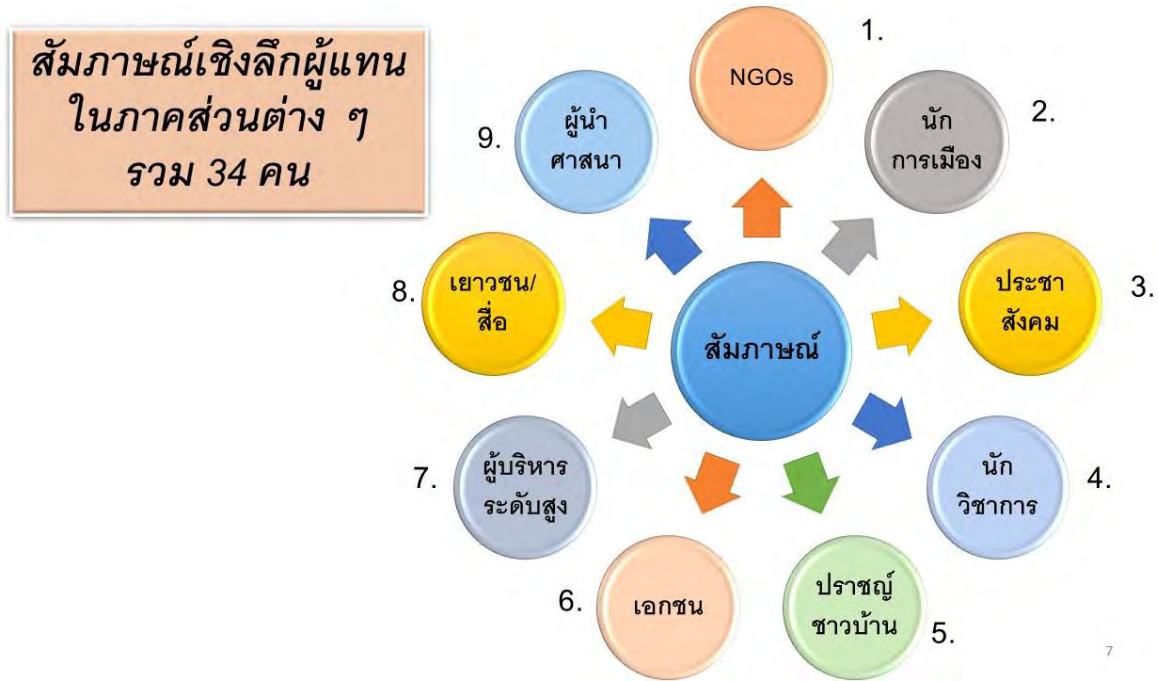 สัมภาษณ์เชิงลึกผู้แทน
ในภาคส่วนต่าง ๆ
รวม 34 คน
1.
NGOs
2.
นัก
การเมือง
3.
ประชา
สังคม
4.
นัก
วิชาการ
5.
ปราชญ์
ชาวบ้าน
6.
เอกชน
7.
ผู้บริหาร
ระดับสูง
8.
เยาวชน/
สื่อ
9.
ผู้นำ
ศาสนา
สัมภาษณ์
7